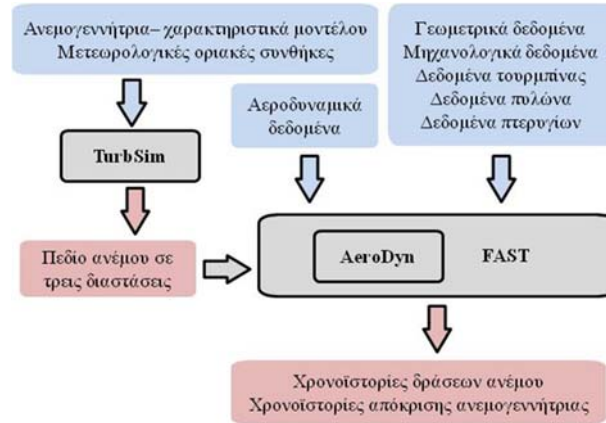 Ανεμογεννήτρια– χαρακτηριστικά μοντέλου
Μετεωρολογικές οριακές συνθήκες
Γεωμετρικά δεδομένα
Μηχανολογικά δεδομένα
Δεδομένα τουρμπίνας
Δεδομένα πυλώνα
Δεδομένα πτερυγίων
Αεροδυναμικά
δεδομένα
TurbSim
Πεδίο ανέμου σε
τρεις διαστάσεις
AeroDyn
FAST
Χρονοϊστορίες δράσεων ανέμου
Χρονοϊστορίες απόκρισης ανεμογεννήτριας